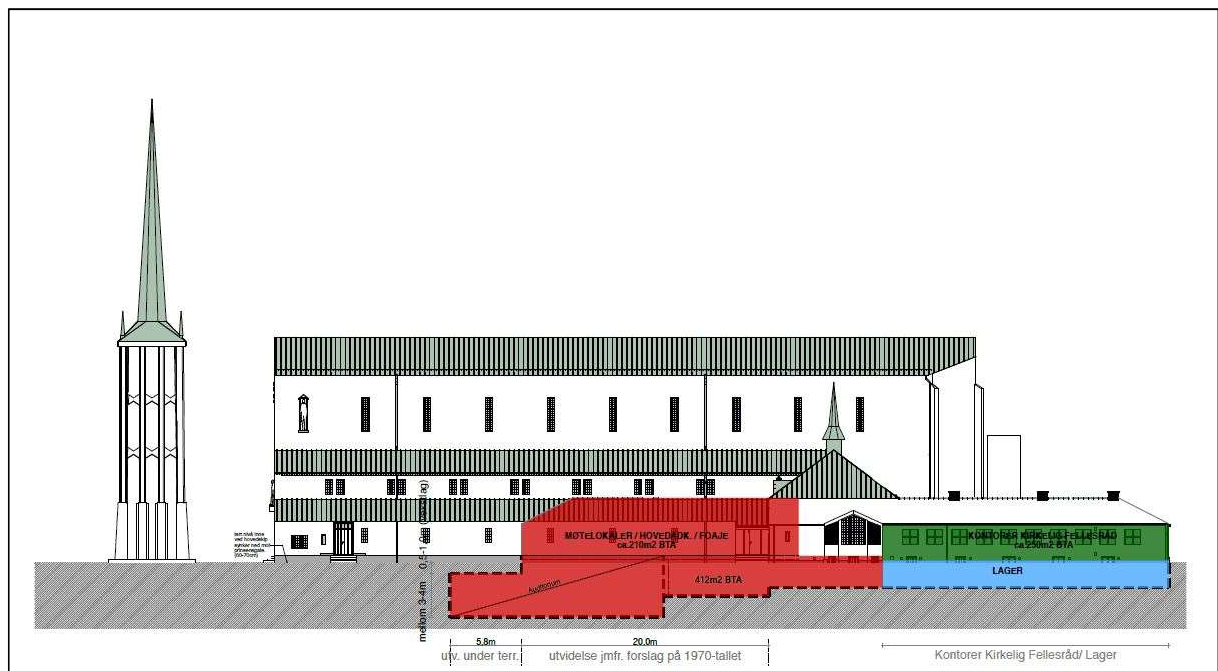 MØTELOKALER / HOVEDADK. / FOAJE
ca.210m2 BTA
KONTORER KIRKELIG FELLESRÅD
ca.250m2 BTA
LAGER
Auditorium
412m2 BTA
mellom 3-4m
5,8m
20,0m
utv. under terr.
utvidelse jmfr. forslag på 1970-tallet
Kontorer Kirkelig Fellesråd/ Lager